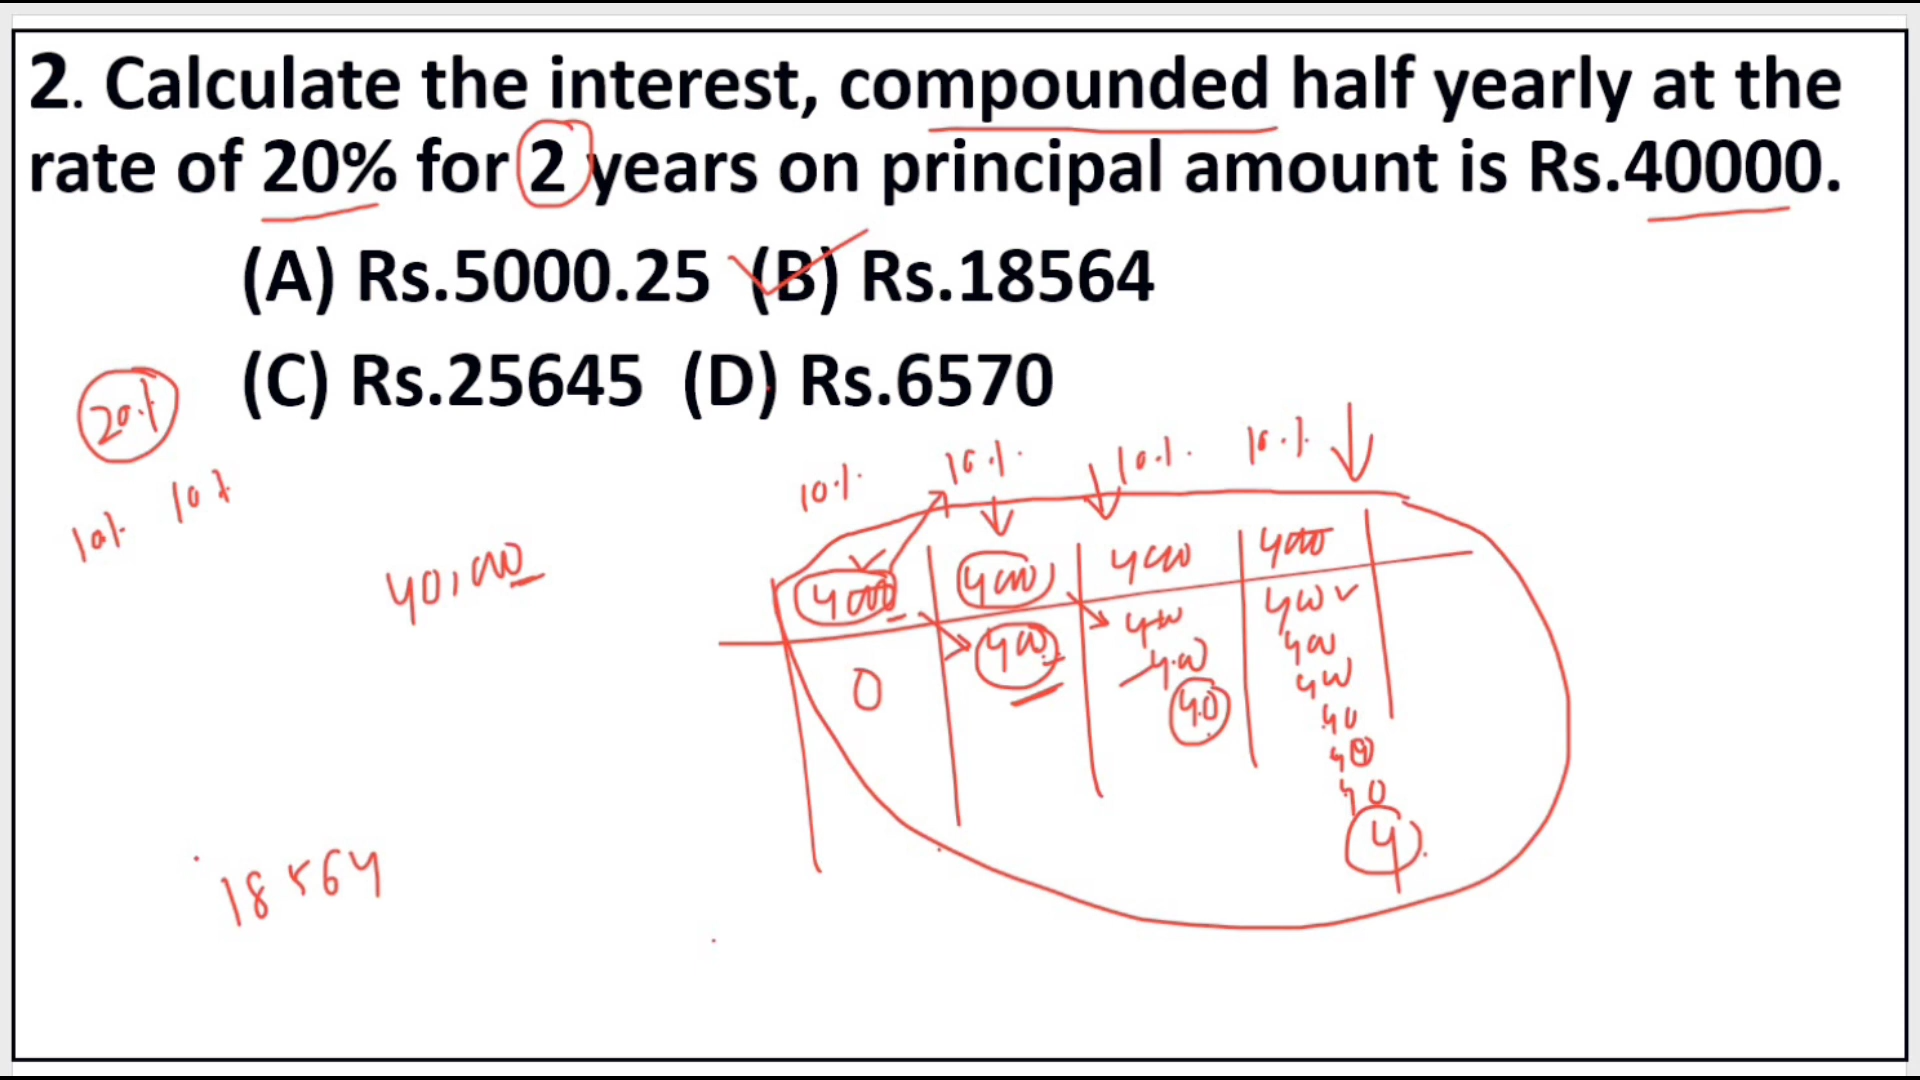 2. Calculate the interest, compounded half yearly at the
rate of 20% for 2 years on principal amount is Rs.40000.
(A) Rs.5000.25 (B) Rs.18564
(C) Rs.25645 (D) Rs.6570
20%
10% 10%
10% 10% 10% 10%
40,000
4000 4000 4000 4000
0 400 400 400
400 400
40 400
40
40
40
4
18564